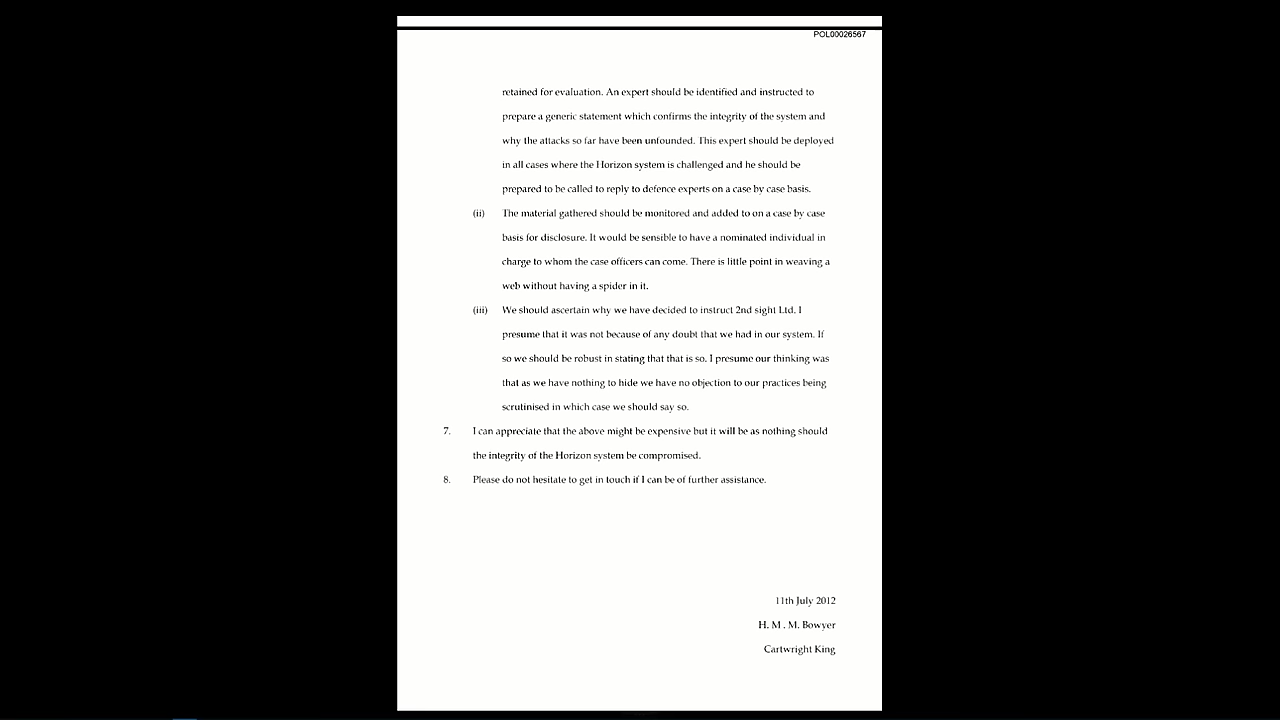 POL00026567
retained for evaluation. An expert should be identified and instructed to
prepare a generic statement which confirms the integrity of the system and
why the attacks so far have been unfounded. This expert should be deployed
in all cases where the Horizon system is challenged and he should be
prepared to be called to reply to defence experts on a case by case basis.
(ii) The material gathered should be monitored and added to on a case by case
basis for disclosure. It would be sensible to have a nominated individual in
charge to whom the case officers can come. There is little point in weaving a
web without having a spider in it.
(iii) We should ascertain why we have decided to instruct 2nd sight Ltd. I
presume that it was not because of any doubt that we had in our system. If
so we should be robust in stating that that is so. I presume our thinking was
that as we have nothing to hide we have no objection to our practices being
scrutinised in which case we should say so.
7. I can appreciate that the above might be expensive but it will be as nothing should
the integrity of the Horizon system be compromised.
8. Please do not hesitate to get in touch if I can be of further assistance.
11th July 2012
H. M . M. Bowyer
Cartwright King